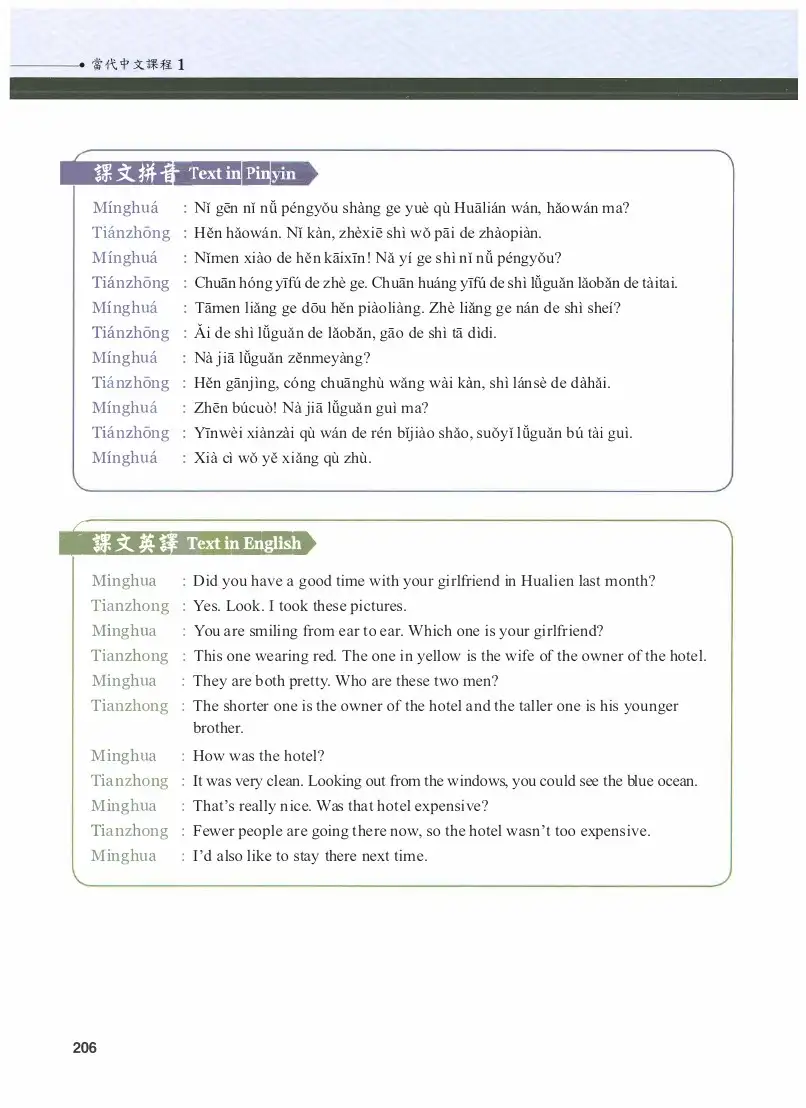 • 當代中文課程 1
課文拼音 Text in Pinyin
Mínghuá : Nǐ gēn nǐ nǚ péngyǒu shàng ge yuè qù Huālián wán, hǎowán ma?
Tiánzhōng : Hěn hǎowán. Nǐ kàn, zhèxiē shì wǒ pāi de zhàopiàn.
Mínghuá : Nǐmen xiào de hěn kāixīn! Nǎ yí ge shì nǐ nǚ péngyǒu?
Tiánzhōng : Chuān hóng yīfú de zhè ge. Chuān huáng yīfú de shì lǚguǎn lǎobǎn de tàitai.
Mínghuá : Tāmen liǎng ge dōu hěn piàoliàng. Zhè liǎng ge nán de shì sheí?
Tiánzhōng : Ǎi de shì lǚguǎn de lǎobǎn, gāo de shì tā dìdi.
Mínghuá : Nà jiā lǚguǎn zěnmeyàng?
Tiánzhōng : Hěn gānjìng, cóng chuānghù wǎng wài kàn, shì lánsè de dàhǎi.
Mínghuá : Zhēn búcuò! Nà jiā lǚguǎn guì ma?
Tiánzhōng : Yīnwèi xiànzài qù wán de rén bǐjiào shǎo, suǒyǐ lǚguǎn bú tài guì.
Mínghuá : Xià cì wǒ yě xiǎng qù zhù.
課文英譯 Text in English
Minghua : Did you have a good time with your girlfriend in Hualien last month?
Tianzhong : Yes. Look. I took these pictures.
Minghua : You are smiling from ear to ear. Which one is your girlfriend?
Tianzhong : This one wearing red. The one in yellow is the wife of the owner of the hotel.
Minghua : They are both pretty. Who are these two men?
Tianzhong : The shorter one is the owner of the hotel and the taller one is his younger
brother.
Minghua : How was the hotel?
Tianzhong : It was very clean. Looking out from the windows, you could see the blue ocean.
Minghua : That's really nice. Was that hotel expensive?
Tianzhong : Fewer people are going there now, so the hotel wasn't too expensive.
Minghua : I'd also like to stay there next time.
206